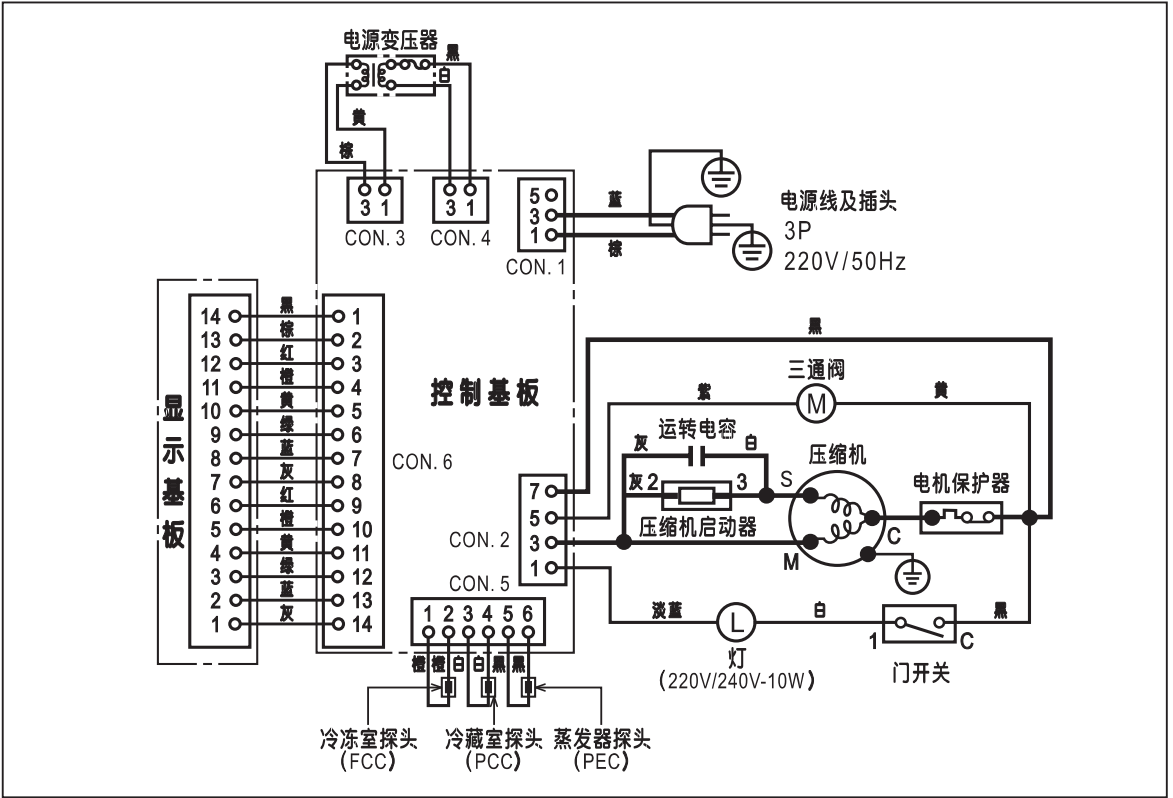 电源变压器
黑
白
黄
棕
3 1
3 1
CON. 3
CON. 4
5
3
1
CON. 1
蓝
棕
电源线及插头
3P
220V/50Hz
显示基板
14 黑 1
13 棕 2
12 红 3
11 橙 4
10 黄 5
9 绿 6
8 蓝 7
7 灰 8
6 红 9
5 橙 10
4 黄 11
3 绿 12
2 蓝 13
1 灰 14
CON. 6
控制基板
黑
三通阀
紫
M
黄
运转电容
灰
白
灰 2
3
S
压缩机
电机保护器
压缩机启动器
C
M
7
5
3
1
CON. 2
CON. 5
1 2 3 4 5 6
橙 橙 白 白 黑 黑
淡蓝
L
白
黑
1
C
灯
(220V/240V-10W)
门开关
冷冻室探头
(FCC)
冷藏室探头
(PCC)
蒸发器探头
(PEC)